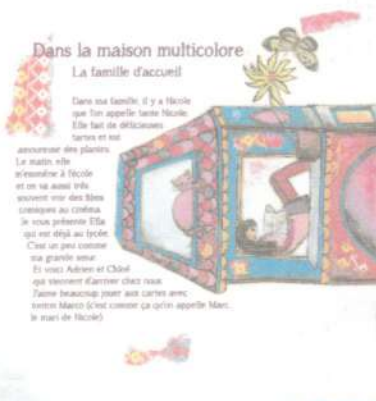 Dans la maison multicolore
La famille d'accueil
Dans ma famille, il y a Nicole
que l'on appelle tante Nicole.
Elle fait de délicieuses
tartes et est
amoureuse des plantes.
Le matin, elle
m'emmène à l'école
et on va aussi très
souvent voir des films
comiques au cinéma.
Je vous présente Ella
qui est déjà au lycée.
C'est un peu comme
ma grande sœur.
Et voici Adrien et Chloé
qui viennent d'arriver chez nous.
J'aime beaucoup jouer aux cartes avec
tonton Marco (c'est comme ça qu'on appelle Marc,
le mari de Nicole).